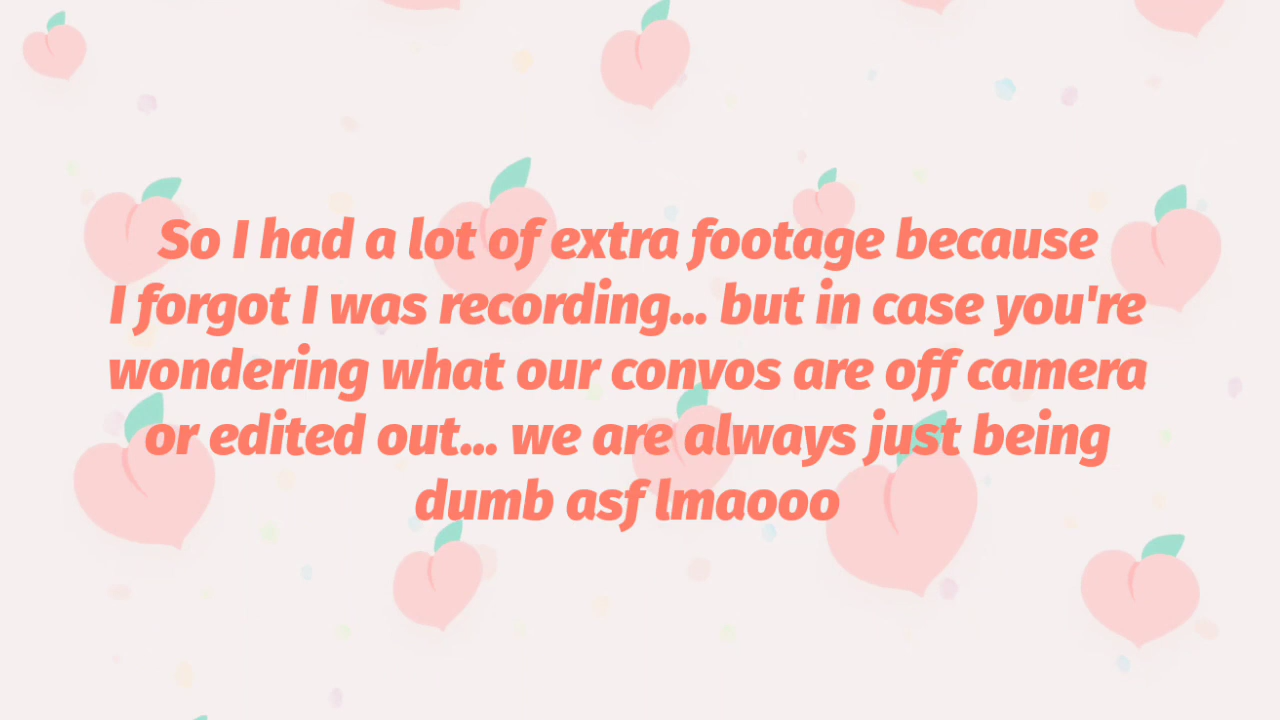 So I had a lot of extra footage because
I forgot I was recording... but in case you're
wondering what our convos are off camera
or edited out... we are always just being
dumb asf lmaooo